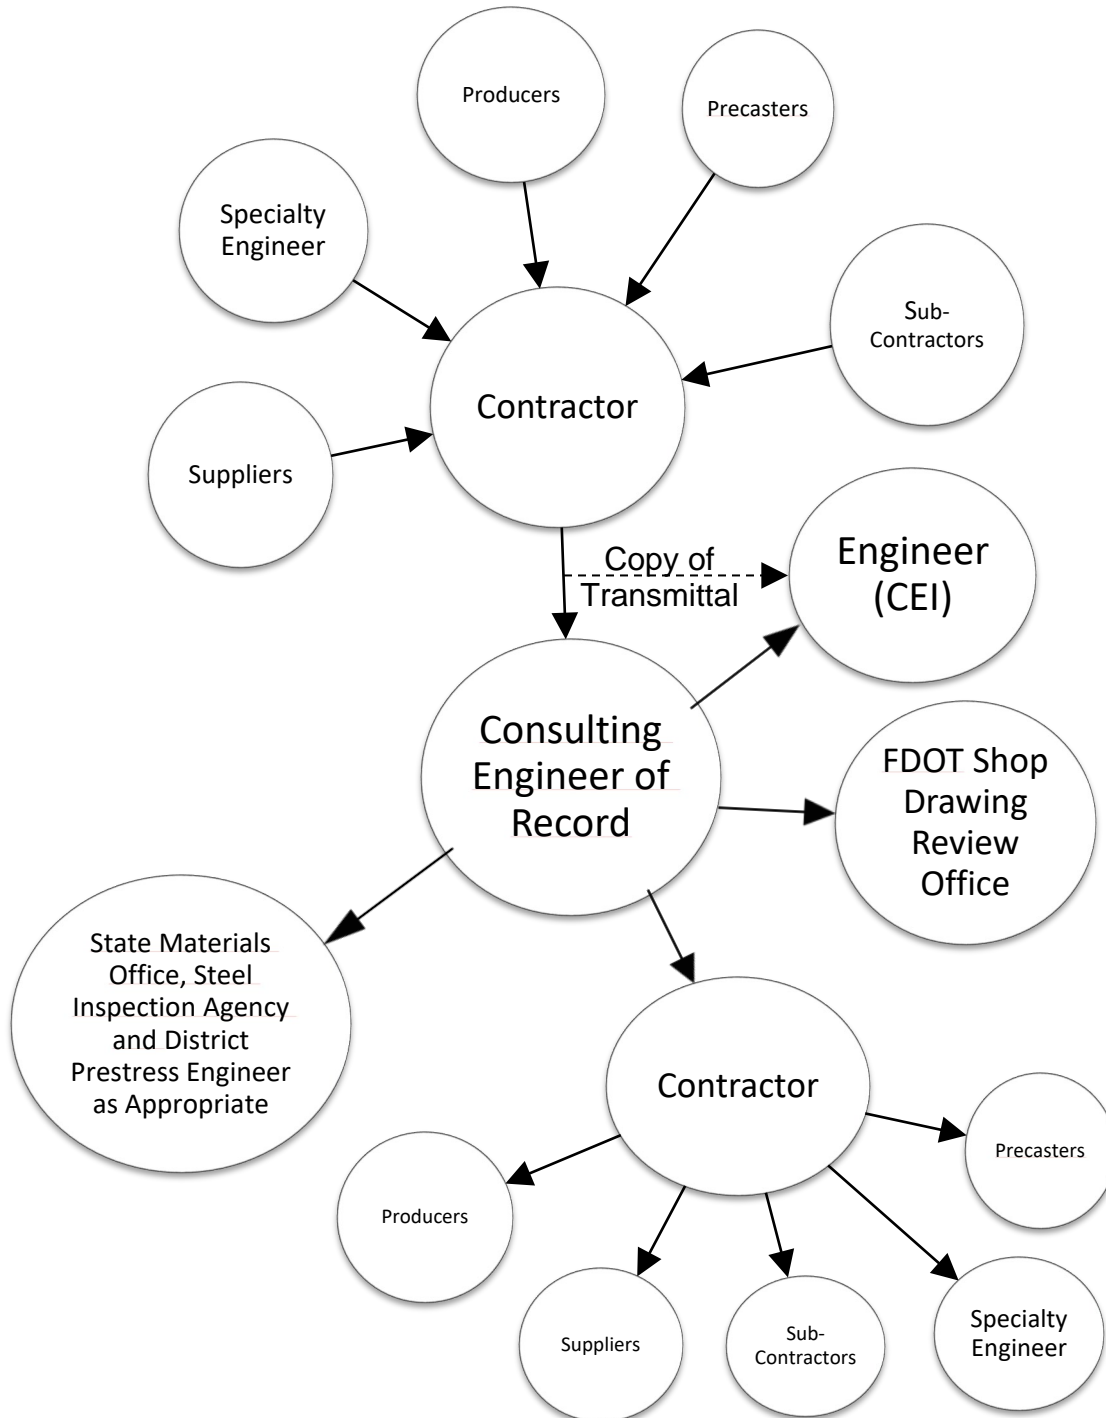 Producers
Precasters
Specialty
Engineer
Sub-
Contractors
Contractor
Suppliers
Copy of
Transmittal
Engineer
(CEI)
Consulting
Engineer of
Record
FDOT Shop
Drawing
Review
Office
State Materials
Office, Steel
Inspection Agency
and District
Prestress Engineer
as Appropriate
Contractor
Precasters
Producers
Suppliers
Sub-
Contractors
Specialty
Engineer